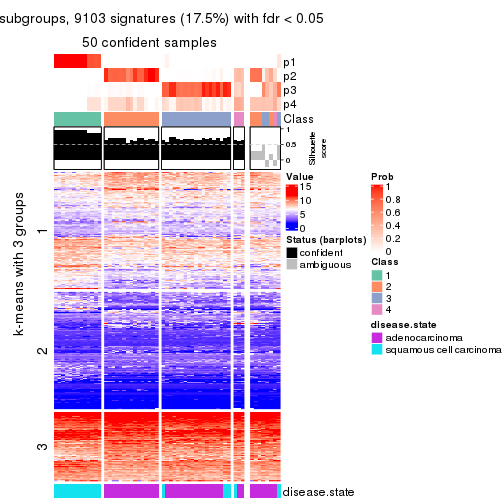 subgroups, 9103 signatures (17.5%) with fdr < 0.05
50 confident samples
p1
p2
p3
p4
Class
1
0.5
0
Silhouette
score
k-means with 3 groups
1
2
3
disease.state
Value
15
10
5
0
Status (barplots)
confident
ambiguous
Prob
1
0.8
0.6
0.4
0.2
0
Class
1
2
3
4
disease.state
adenocarcinoma
squamous cell carcinoma